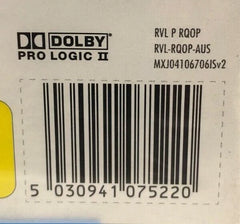 DOLBY
PRO LOGIC II
RVL P RQOP
RVL-RQOP-AUS
MXJ04106706ISv2
5 030941 075220